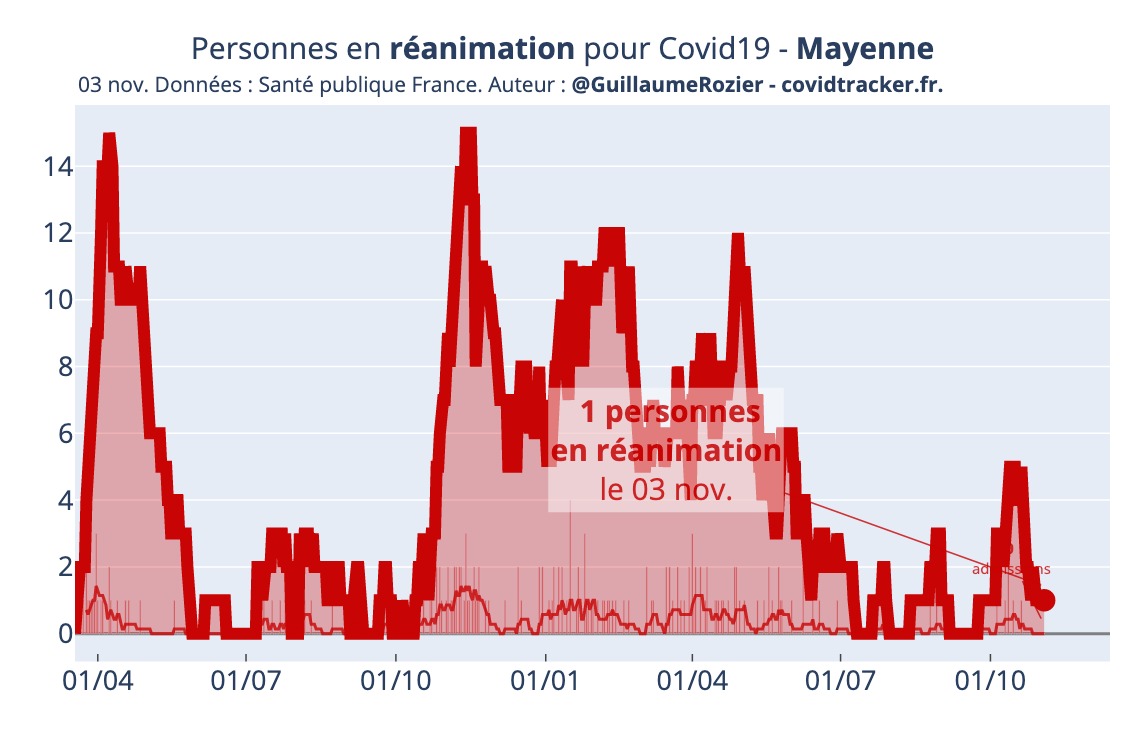 Personnes en réanimation pour Covid19 - Mayenne
03 nov. Données : Santé publique France. Auteur : @GuillaumeRozier - covidtracker.fr.
14
12
10
8
6
4
2
0
1 personnes
en réanimation
le 03 nov.
admissions
01/04
01/07
01/10
01/01
01/04
01/07
01/10